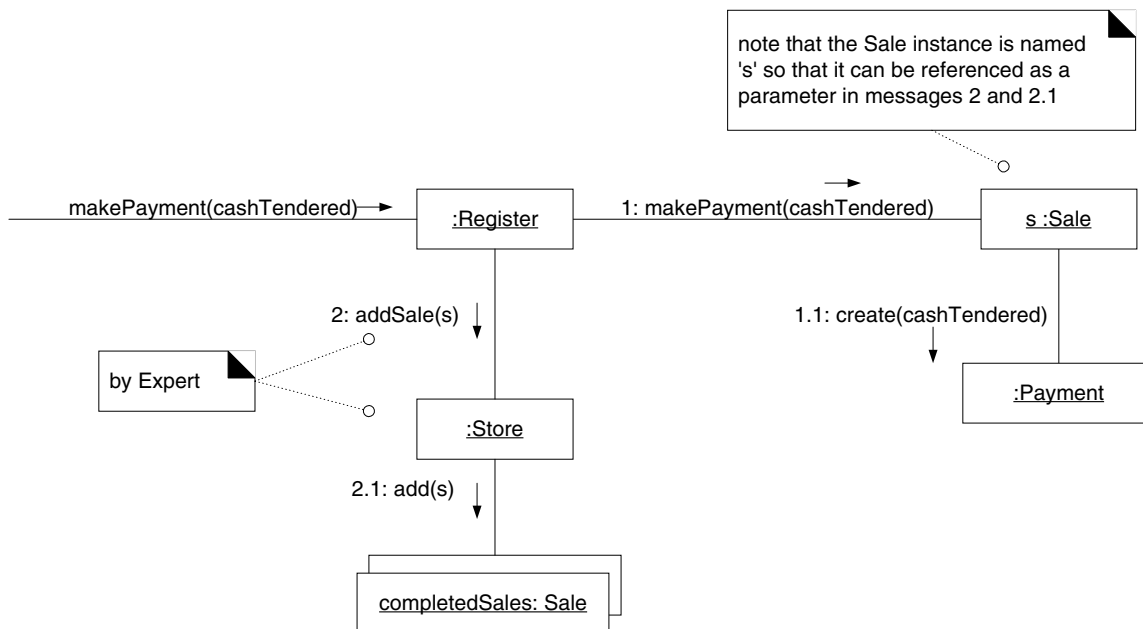 note that the Sale instance is named
's' so that it can be referenced as a
parameter in messages 2 and 2.1
makePayment(cashTendered)
:Register
1: makePayment(cashTendered)
s :Sale
2: addSale(s)
1.1: create(cashTendered)
by Expert
:Payment
:Store
2.1: add(s)
completedSales: Sale